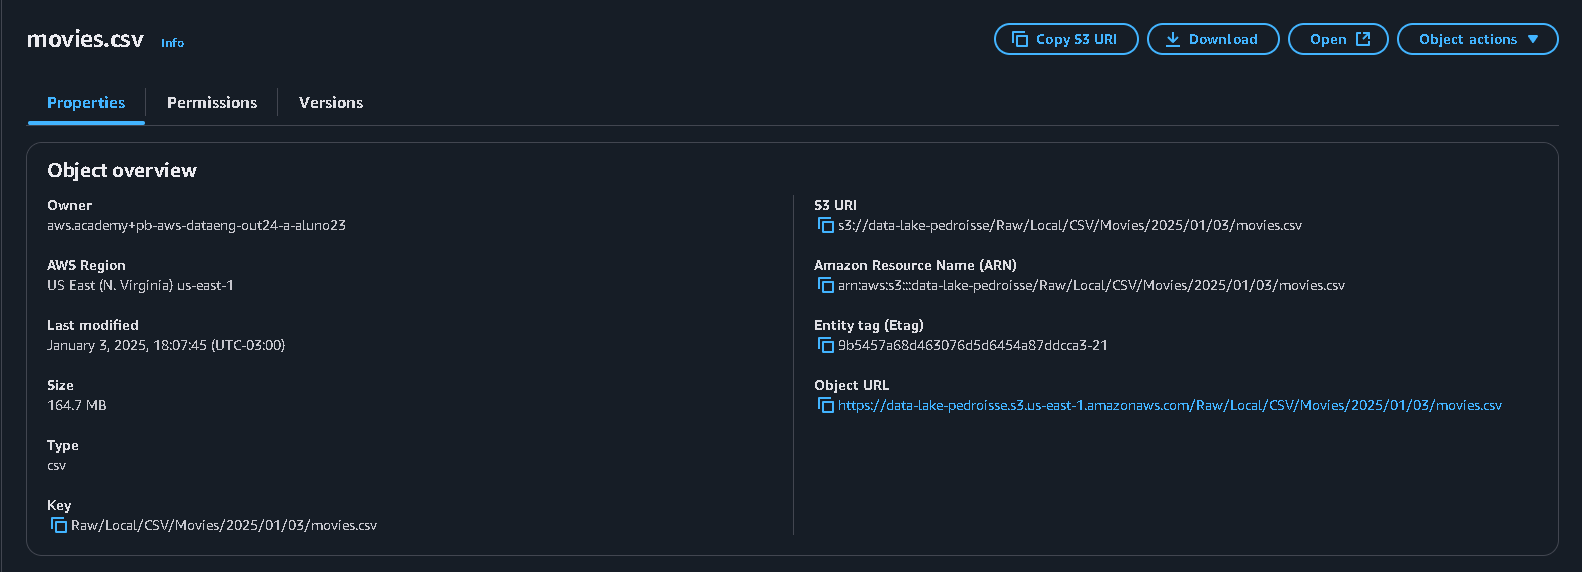 movies.csv Info
Copy S3 URI Download Open Object actions
Properties Permissions Versions
Object overview
Owner
aws.academy+pb-aws-dataeng-out24-a-aluno23
AWS Region
US East (N. Virginia) us-east-1
Last modified
January 3, 2025, 18:07:45 (UTC-03:00)
Size
164.7 MB
Type
csv
Key
Raw/Local/CSV/Movies/2025/01/03/movies.csv
S3 URI
s3://data-lake-pedroisse/Raw/Local/CSV/Movies/2025/01/03/movies.csv
Amazon Resource Name (ARN)
arn:aws:s3:::data-lake-pedroisse/Raw/Local/CSV/Movies/2025/01/03/movies.csv
Entity tag (Etag)
9b5457a68d463076d5d6454a87ddcca3-21
Object URL
https://data-lake-pedroisse.s3.us-east-1.amazonaws.com/Raw/Local/CSV/Movies/2025/01/03/movies.csv